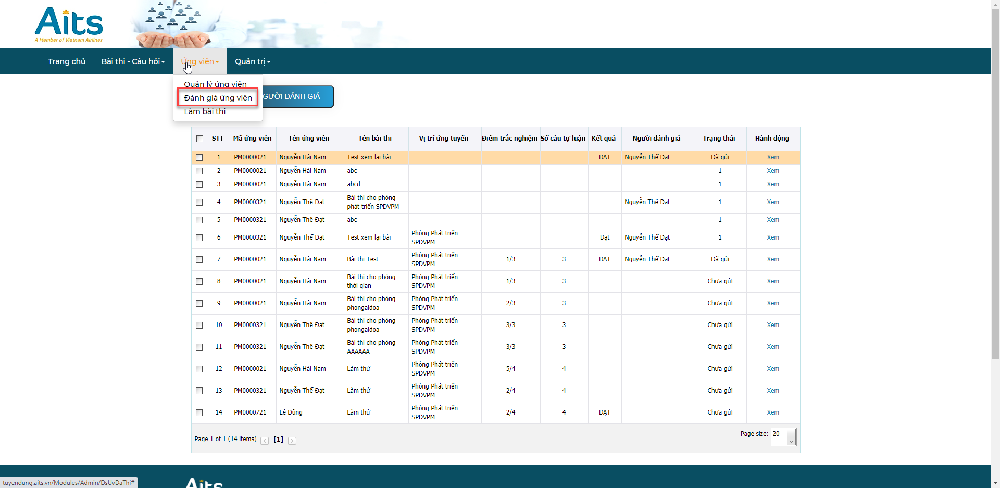 Aits
A Member of Vietnam Airlines
Trang chủ Bài thi - Câu hỏi Ứng viên Quản trị
Quản lý ứng viên
Đánh giá ứng viên
Làm bài thi
GƯỜI ĐÁNH GIÁ
STT Mã ứng viên Tên ứng viên Tên bài thi Vị trí ứng tuyển Điểm trắc nghiệm Số câu tự luận Kết quả Người đánh giá Trạng thái Hành động
1 PM0000021 Nguyễn Hải Nam Test xem lại bài ĐẠT Nguyễn Thế Đạt Đã gửi Xem
2 PM0000021 Nguyễn Hải Nam abc 1 Xem
3 PM0000021 Nguyễn Hải Nam abcd 1 Xem
4 PM0000321 Nguyễn Thế Đạt Bài thi cho phòng phát triển SPDVPM Nguyễn Thế Đạt 1 Xem
5 PM0000321 Nguyễn Thế Đạt abc 1 Xem
6 PM0000321 Nguyễn Thế Đạt Test xem lại bài Phòng Phát triển SPDVPM Đạt Nguyễn Thế Đạt 1 Xem
7 PM0000021 Nguyễn Hải Nam Bài thi Test Phòng Phát triển SPDVPM 1/3 3 ĐẠT Nguyễn Thế Đạt Đã gửi Xem
8 PM0000021 Nguyễn Hải Nam Bài thi cho phòng thời gian Phòng Phát triển SPDVPM 1/3 3 Chưa gửi Xem
9 PM0000021 Nguyễn Hải Nam Bài thi cho phòng phongaldoa Phòng Phát triển SPDVPM 2/3 3 Chưa gửi Xem
10 PM0000321 Nguyễn Thế Đạt Bài thi cho phòng phongaldoa Phòng Phát triển SPDVPM 3/3 3 Chưa gửi Xem
11 PM0000321 Nguyễn Thế Đạt Bài thi cho phòng AAAAAA Phòng Phát triển SPDVPM 3/3 3 Chưa gửi Xem
12 PM0000021 Nguyễn Hải Nam Làm thử Phòng Phát triển SPDVPM 5/4 4 Chưa gửi Xem
13 PM0000321 Nguyễn Thế Đạt Làm thử Phòng Phát triển SPDVPM 2/4 4 Chưa gửi Xem
14 PM0000721 Lê Dũng Làm thử Phòng Phát triển SPDVPM 2/4 4 ĐẠT Chưa gửi Xem
Page 1 of 1 (14 items) [1] Page size: 20
tuyendung.aits.vn/Modules/Admin/DsUvDaThi#
Aits